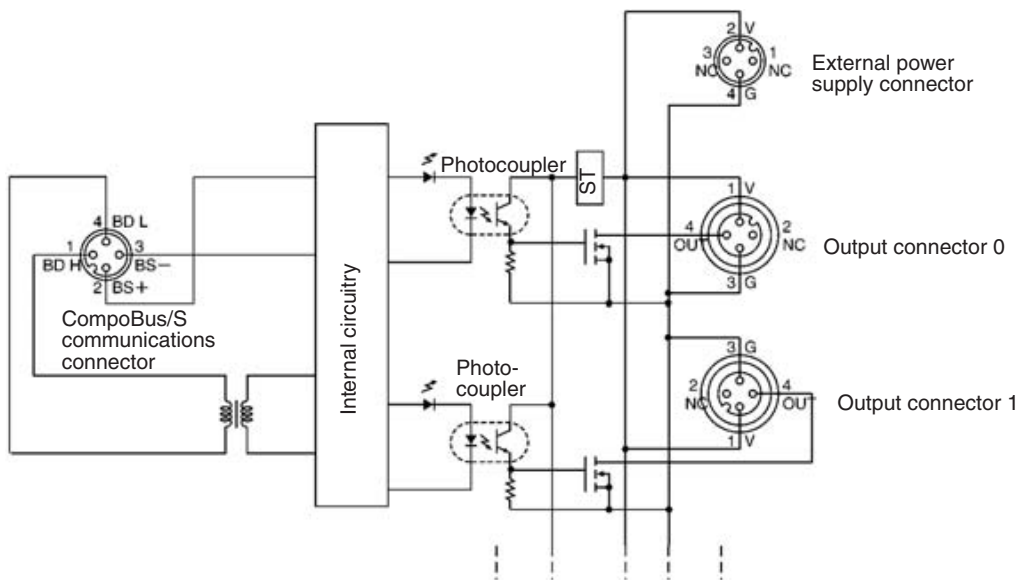 2 V
3
NC
1
NC
4 G
External power
supply connector
Photocoupler
ST
1 V
4
OUT
2
NC
3 G
Output connector 0
4 BD L
1
BD H
3
BS−
2 BS+
CompoBus/S
communications
connector
Internal circuitry
Photo-
coupler
3 G
2
NC
4
OUT
1 V
Output connector 1